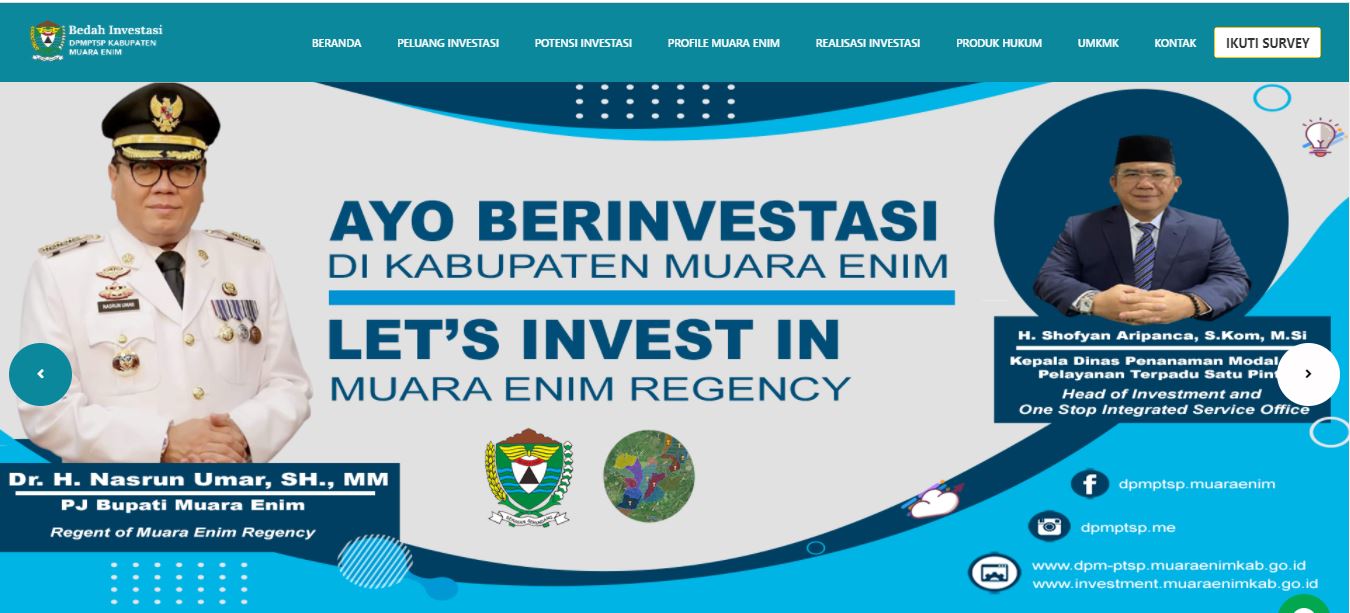 Bedah Investasi
DPMPTSP KABUPATEN
MUARA ENIM
BERANDA
PELUANG INVESTASI
POTENSI INVESTASI
PROFILE MUARA ENIM
REALISASI INVESTASI
PRODUK HUKUM
UMKMK
KONTAK
IKUTI SURVEY
NASRUN UMAR
AYO BERINVESTASI
DI KABUPATEN MUARA ENIM
LET'S INVEST IN
MUARA ENIM REGENCY
H. Shofyan Aripanca, S.Kom, M.Si
Kepala Dinas Penanaman Modal
Pelayanan Terpadu Satu
Head of Investment and
One Stop Integrated Service Office
Dr. H. Nasrun Umar, SH., MM
PJ Bupati Muara Enim
Regent of Muara Enim Regency
dpmptsp.muaraenim
dpmptsp.me
www.dpm-ptsp.muaraenimkab.go.id
www.investment.muaraenimkab.go.id